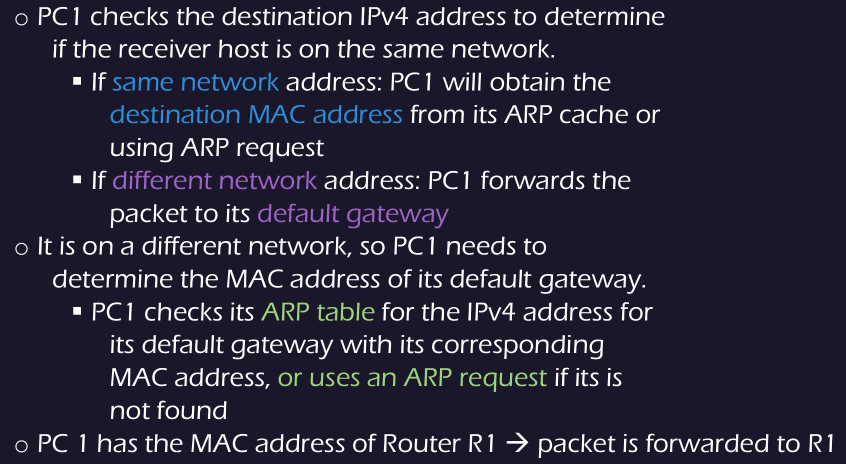 o PC1 checks the destination IPv4 address to determine
if the receiver host is on the same network.
▪ If same network address: PC1 will obtain the
destination MAC address from its ARP cache or
using ARP request
▪ If different network address: PC1 forwards the
packet to its default gateway
o It is on a different network, so PC1 needs to
determine the MAC address of its default gateway.
▪ PC1 checks its ARP table for the IPv4 address for
its default gateway with its corresponding
MAC address, or uses an ARP request if its is
not found
o PC 1 has the MAC address of Router R1 → packet is forwarded to R1